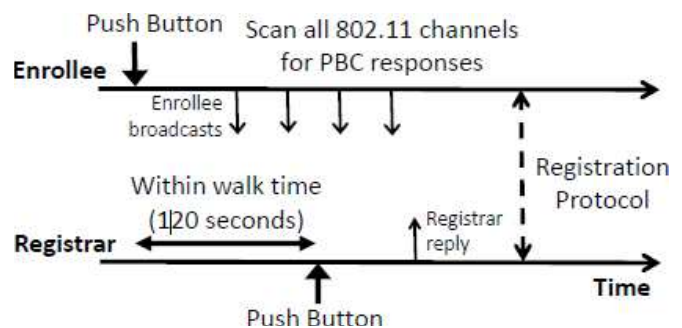 Push Button
Scan all 802.11 channels
for PBC responses
Enrollee
Enrollee
broadcasts
Within walk time
(120 seconds)
Registrar
reply
Registration
Protocol
Registrar
Time
Push Button